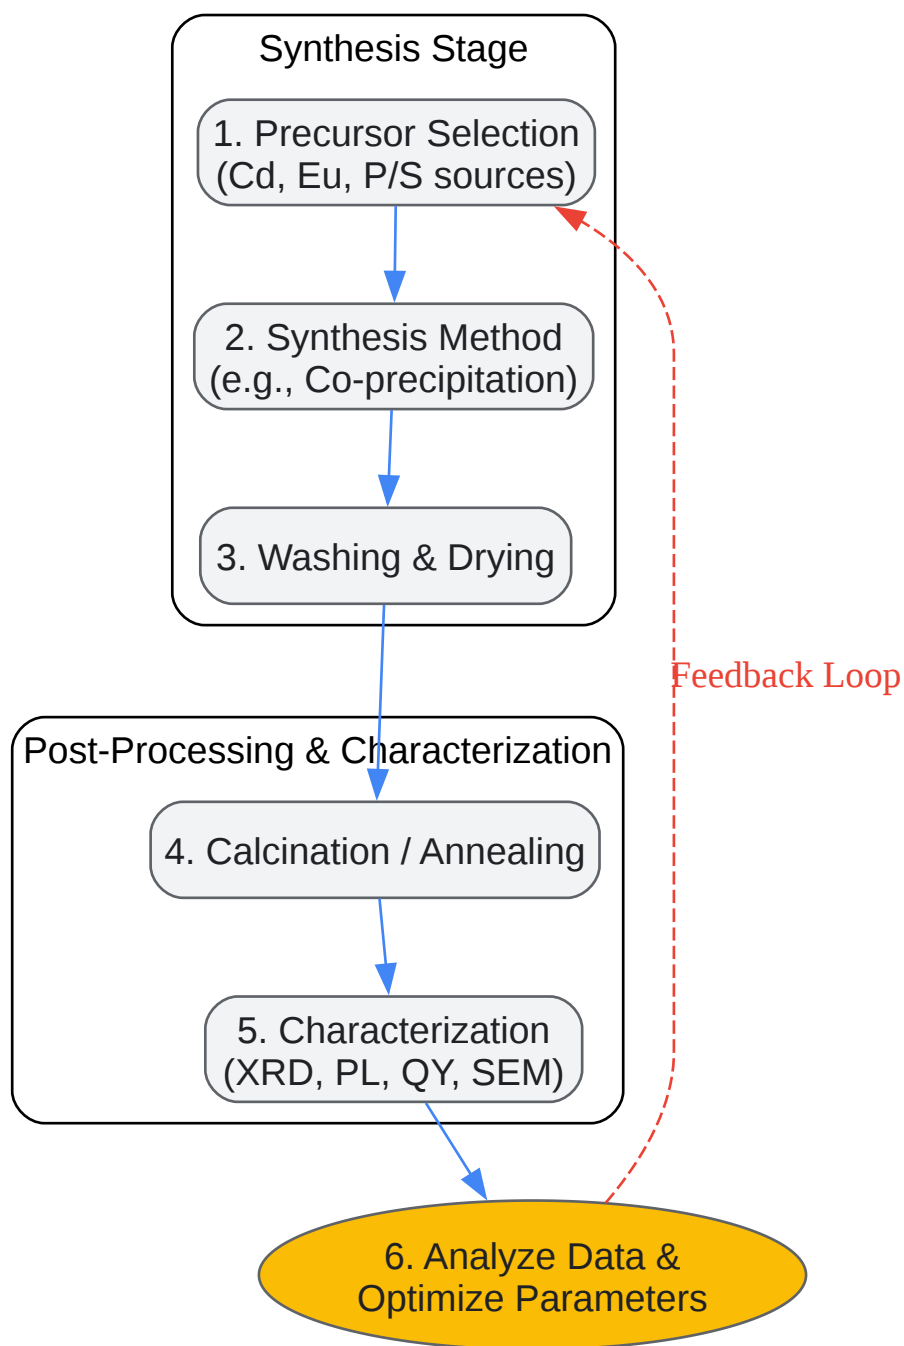 Synthesis Stage
1. Precursor Selection
(Cd, Eu, P/S sources)
2. Synthesis Method
(e.g., Co-precipitation)
3. Washing & Drying
Feedback Loop
Post-Processing & Characterization
4. Calcination / Annealing
5. Characterization
(XRD, PL, QY, SEM)
6. Analyze Data &
Optimize Parameters